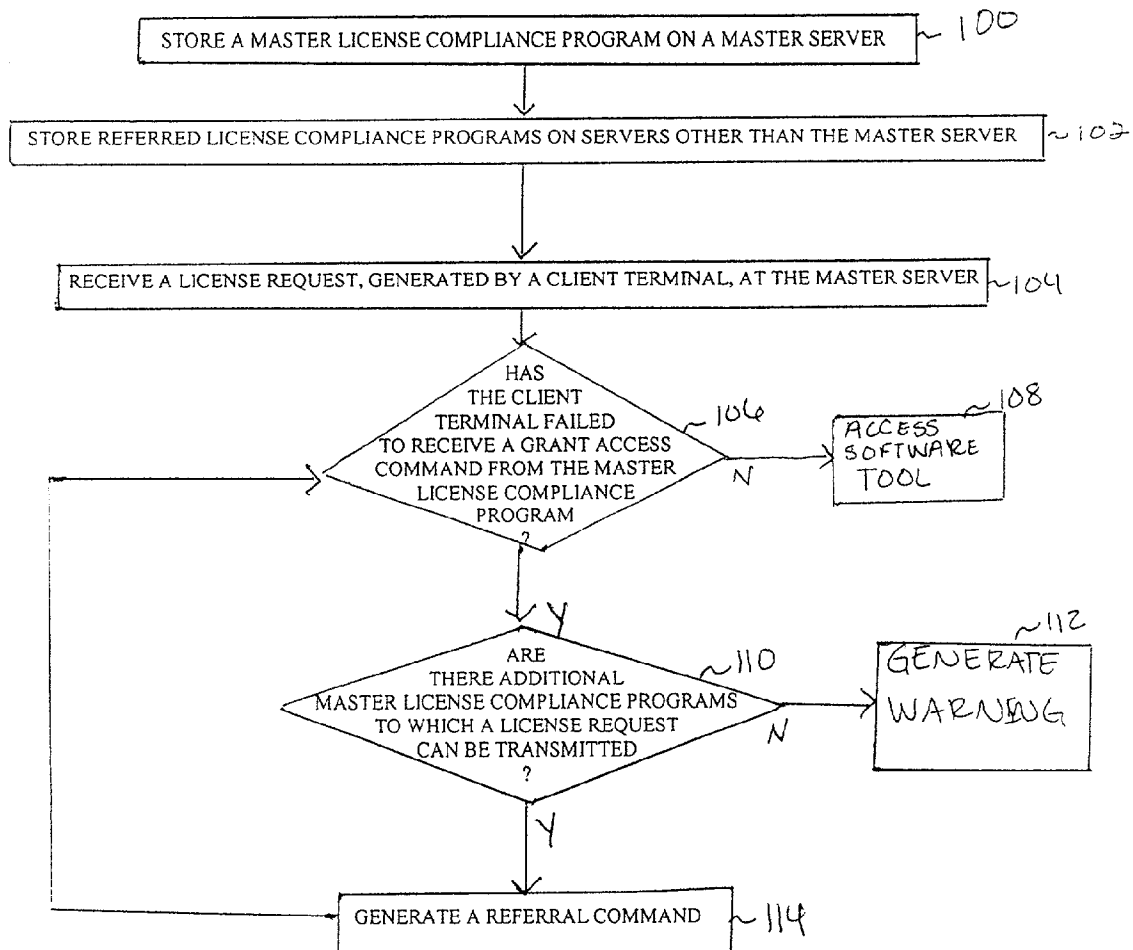 STORE A MASTER LICENSE COMPLIANCE PROGRAM ON A MASTER SERVER ~ 100
STORE REFERRED LICENSE COMPLIANCE PROGRAMS ON SERVERS OTHER THAN THE MASTER SERVER ~102
RECEIVE A LICENSE REQUEST, GENERATED BY A CLIENT TERMINAL, AT THE MASTER SERVER ~104
HAS
THE CLIENT
TERMINAL FAILED
TO RECEIVE A GRANT ACCESS
COMMAND FROM THE MASTER
LICENSE COMPLIANCE
PROGRAM
?
~106
N
~108
ACCESS
SOFTWARE
TOOL
Y
ARE
THERE ADDITIONAL
MASTER LICENSE COMPLIANCE PROGRAMS
TO WHICH A LICENSE REQUEST
CAN BE TRANSMITTED
?
~110
N
~112
GENERATE
WARNING
Y
GENERATE A REFERRAL COMMAND ~114